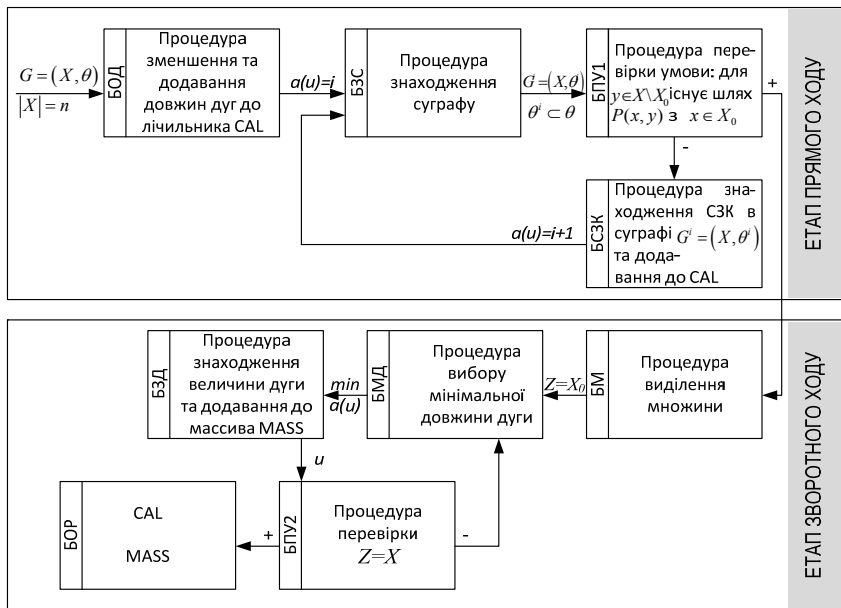 G = (X, θ)
|X| = n
БОД
Процедура
зменшення та
додавання
довжин дуг до
лічильника CAL
a(u)=i
БЗС
Процедура
знаходження
суграфу
G = (X, θ)
θⁱ ⊂ θ
БПУ1
Процедура пере-
вірки умови: для
y∈X\X₀ існує шлях
P(x, y) з x ∈ X₀
+
-
БСЗК
Процедура зна-
ходження СЗК в
суграфі Gⁱ = (X, θⁱ)
та дода-
вання до CAL
a(u)=i+1
ЕТАП ПРЯМОГО ХОДУ
БЗД
Процедура
знаходження
величини дуги
та додавання до
массива MASS
min
a(u)
БМД
Процедура
вибору
мінімальної
довжини дуги
Z=X₀
БМ
Процедура
виділення
множини
u
БОР
CAL
MASS
+
БПУ2
Процедура
перевірки
Z=X
-
ЕТАП ЗВОРОТНОГО ХОДУ